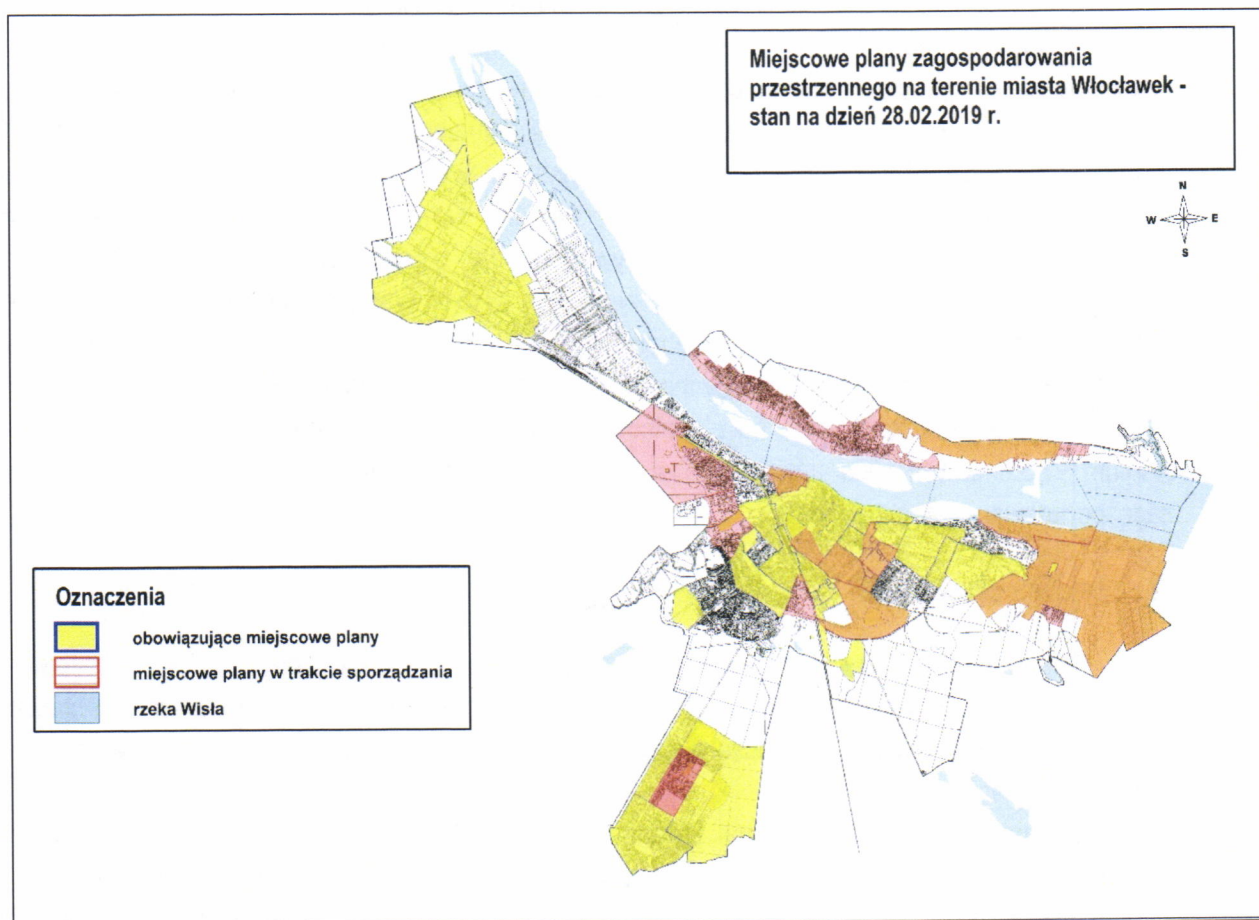 Miejscowe plany zagospodarowania
przestrzennego na terenie miasta Włocławek -
stan na dzień 28.02.2019 r.
N
W E
S
Oznaczenia
obowiązujące miejscowe plany
miejscowe plany w trakcie sporządzania
rzeka Wisła